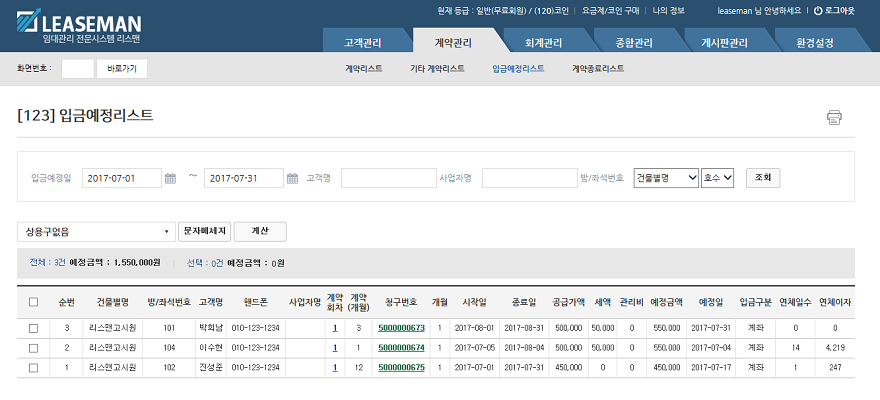 LEASEMAN
임대관리 전문시스템 리스맨
현재 등급 : 일반(무료회원) / (120)코인 | 요금제/코인 구매 | 나의 정보 leaseman 님 안녕하세요 | 로그아웃
고객관리 계약관리 회계관리 종합관리 게시판관리 환경설정
화면번호 : 바로가기 계약리스트 기타 계약리스트 입금예정리스트 계약종료리스트
[123] 입금예정리스트
입금예정일 2017-07-01 ~ 2017-07-31 고객명 사업자명 방/좌석번호 건물별명 호수 조회
상용구없음 문자메세지 계산
전체 : 3건 예정금액 : 1,550,000원 | 선택 : 0건 예정금액 : 0원
순번 건물별명 방/좌석번호 고객명 핸드폰 사업자명 계약회차 계약(개월) 청구번호 개월 시작일 종료일 공급가액 세액 관리비 예정금액 예정일 입금구분 연체일수 연체이자
3 리스맨고시원 101 박희남 010-123-1234 1 3 5000000673 1 2017-08-01 2017-08-31 500,000 50,000 0 550,000 2017-07-31 계좌 0 0
2 리스맨고시원 104 이수현 010-123-1234 1 1 5000000674 1 2017-07-05 2017-08-04 500,000 50,000 0 550,000 2017-07-04 계좌 14 4,219
1 리스맨고시원 102 진성준 010-123-1234 1 12 5000000675 1 2017-07-01 2017-07-31 450,000 0 0 450,000 2017-07-17 계좌 1 247